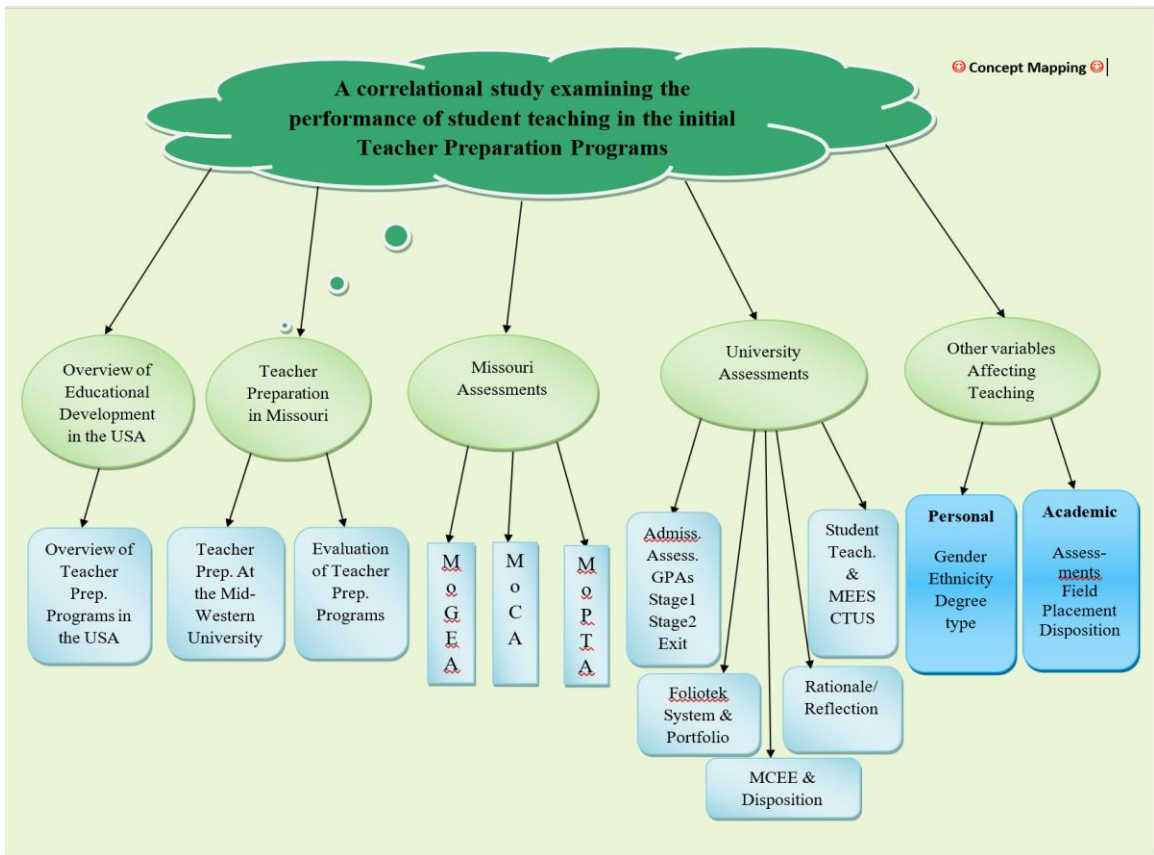 Concept Mapping
A correlational study examining the
performance of student teaching in the initial
Teacher Preparation Programs
Overview of
Educational
Development
in the USA
Teacher
Preparation
in Missouri
Missouri
Assessments
University
Assessments
Other variables
Affecting
Teaching
Overview of
Teacher
Prep.
Programs in
the USA
Teacher
Prep. At
the Mid-
Western
University
Evaluation
of Teacher
Prep.
Programs
M
o
G
E
A
M
o
C
A
M
o
P
T
A
Admiss.
Assess.
GPAs
Stage1
Stage2
Exit
Foliotek
System &
Portfolio
MCEE &
Disposition
Rationale/
Reflection
Student
Teach.
&
MEES
CTUS
Personal
Gender
Ethnicity
Degree
type
Academic
Assess-
ments
Field
Placement
Disposition